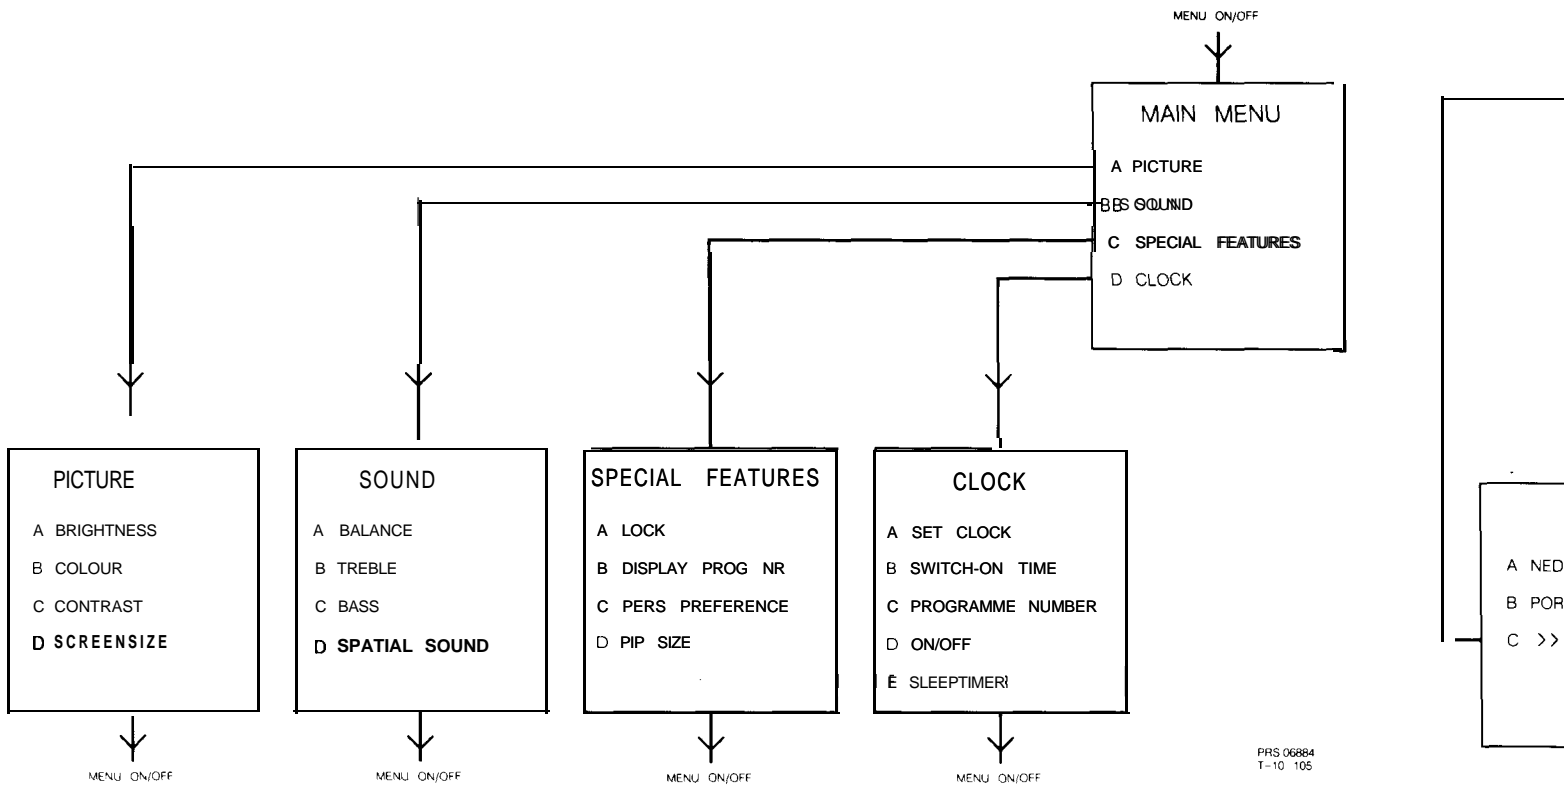 MENU ON/OFF
MAIN MENU
A PICTURE
B SOUND
C SPECIAL FEATURES
D CLOCK
PICTURE
A BRIGHTNESS
B COLOUR
C CONTRAST
D SCREENSIZE
MENU ON/OFF
SOUND
A BALANCE
B TREBLE
C BASS
D SPATIAL SOUND
MENU ON/OFF
SPECIAL FEATURES
A LOCK
B DISPLAY PROG NR
C PERS PREFERENCE
D PIP SIZE
MENU ON/OFF
CLOCK
A SET CLOCK
B SWITCH-ON TIME
C PROGRAMME NUMBER
D ON/OFF
E SLEEPTIMER
MENU ON/OFF
PRS 06884
T-10 105
A NED
B POR
C >>